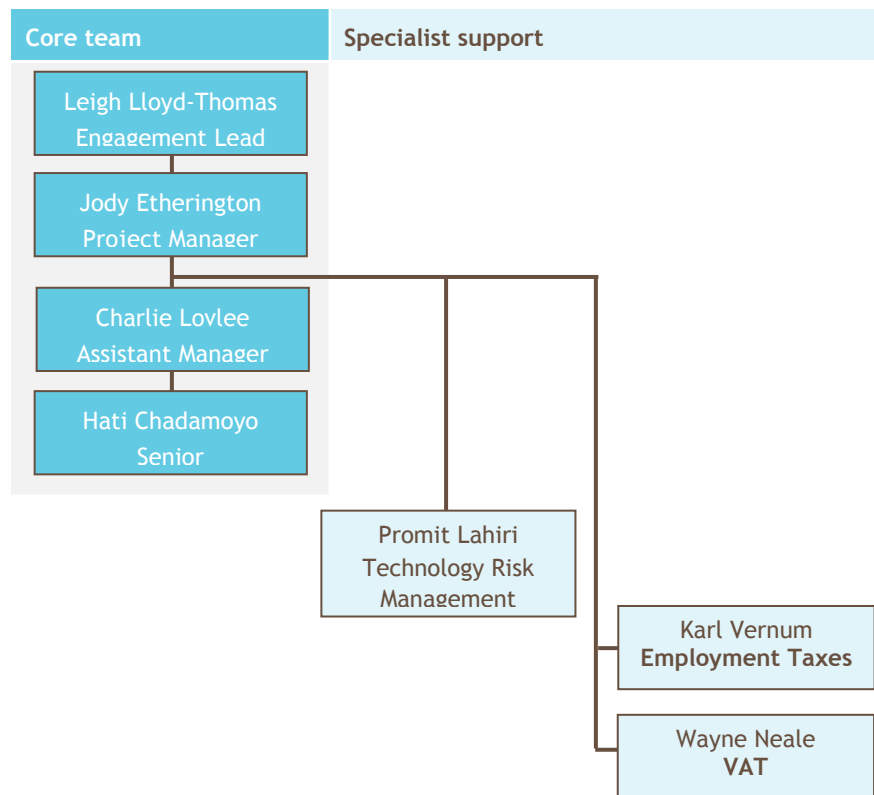 Core team
Specialist support
Leigh Lloyd-Thomas
Engagement Lead
Jody Etherington
Project Manager
Charlie Lovlee
Assistant Manager
Hati Chadamoyo
Senior
Promit Lahiri
Technology Risk
Management
Karl Vernum
Employment Taxes
Wayne Neale
VAT